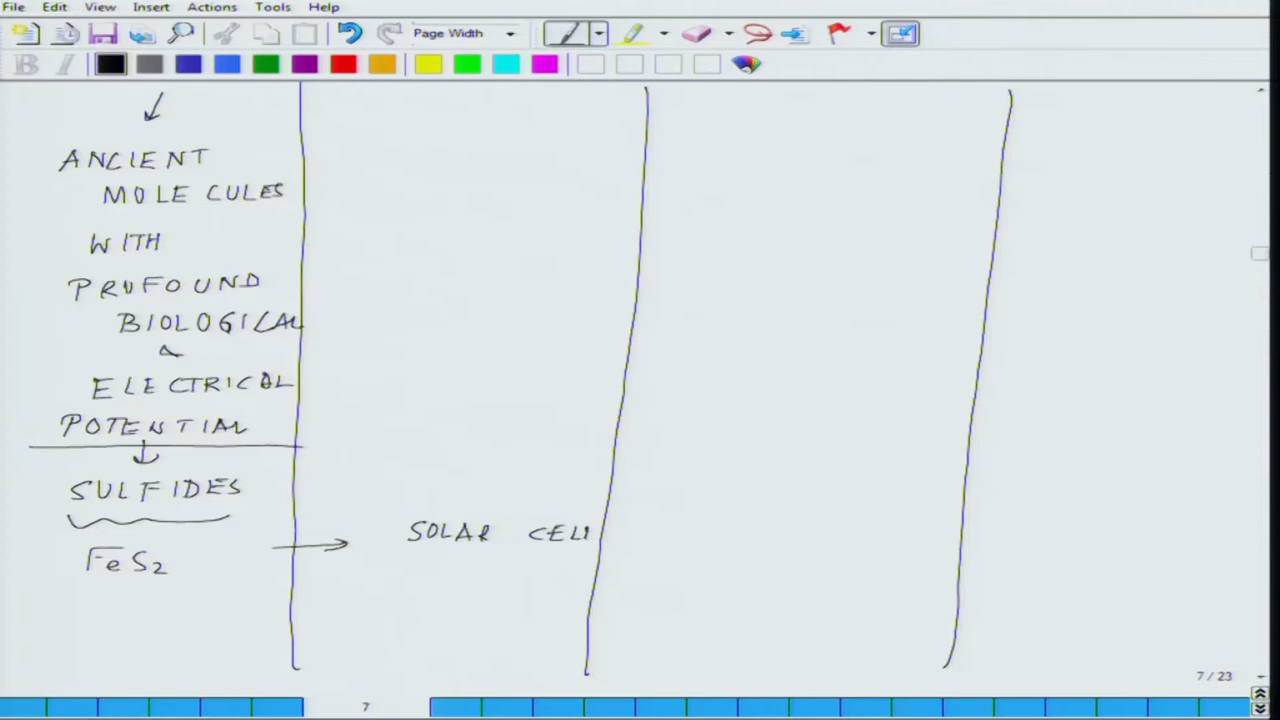 File Edit View Insert Actions Tools Help
Page Width
B I
ANCIENT
MOLECULES
WITH
PROFOUND
BIOLOGICAL
&
ELECTRICAL
POTENTIAL
SULFIDES
FeS2
SOLAR CELL
7 / 23
7